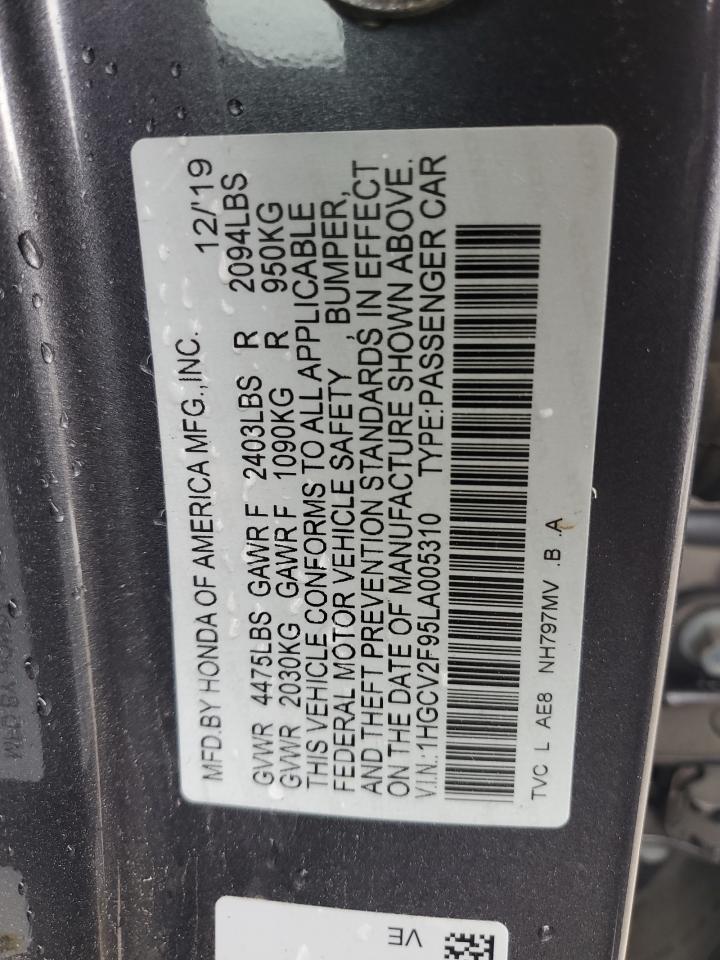 MFD.BY HONDA OF AMERICA MFG.,INC. 12/'19
GVWR 4475LBS GAWR F 2403LBS R 2094LBS
GVWR 2030KG GAWR F 1090KG R 950KG
THIS VEHICLE CONFORMS TO ALL APPLICABLE
FEDERAL MOTOR VEHICLE SAFETY , BUMPER,
AND THEFT PREVENTION STANDARDS IN EFFECT
ON THE DATE OF MANUFACTURE SHOWN ABOVE.
V.I.N.:1HGCV2F95LA005310 TYPE:PASSENGER CAR
TVC L AE8 NH797MV .B .A
VE